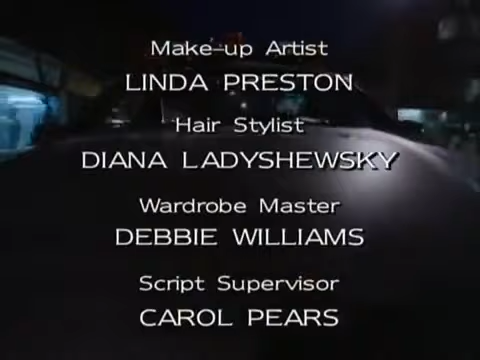 Make-up Artist
LINDA PRESTON
Hair Stylist
DIANA LADYSHEWSKY
Wardrobe Master
DEBBIE WILLIAMS
Script Supervisor
CAROL PEARS